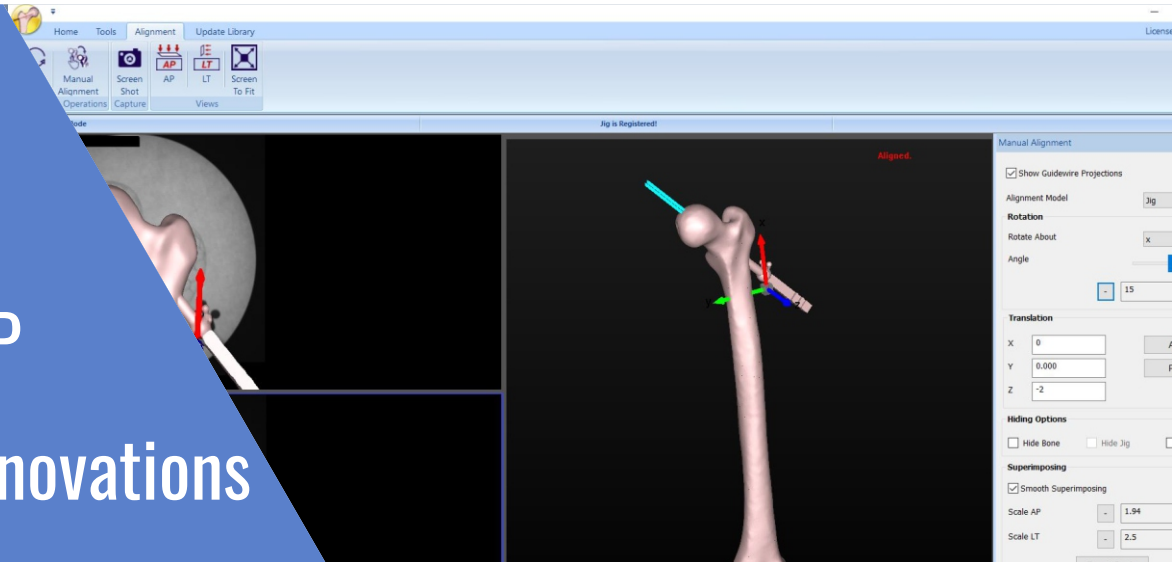 Home Tools Alignment Update Library
License
Manual Alignment
Screen Shot
AP
AP
LT
LT
Screen To Fit
Operations Capture Views
Jig is Registered!
Aligned.
x
y
Manual Alignment
Show Guidewire Projections
Alignment Model Jig
Rotation
Rotate About x
Angle
- 15
Translation
X 0
Y 0.000
Z -2
Hiding Options
Hide Bone Hide Jig
Superimposing
Smooth Superimposing
Scale AP - 1.94
Scale LT - 2.5
novations